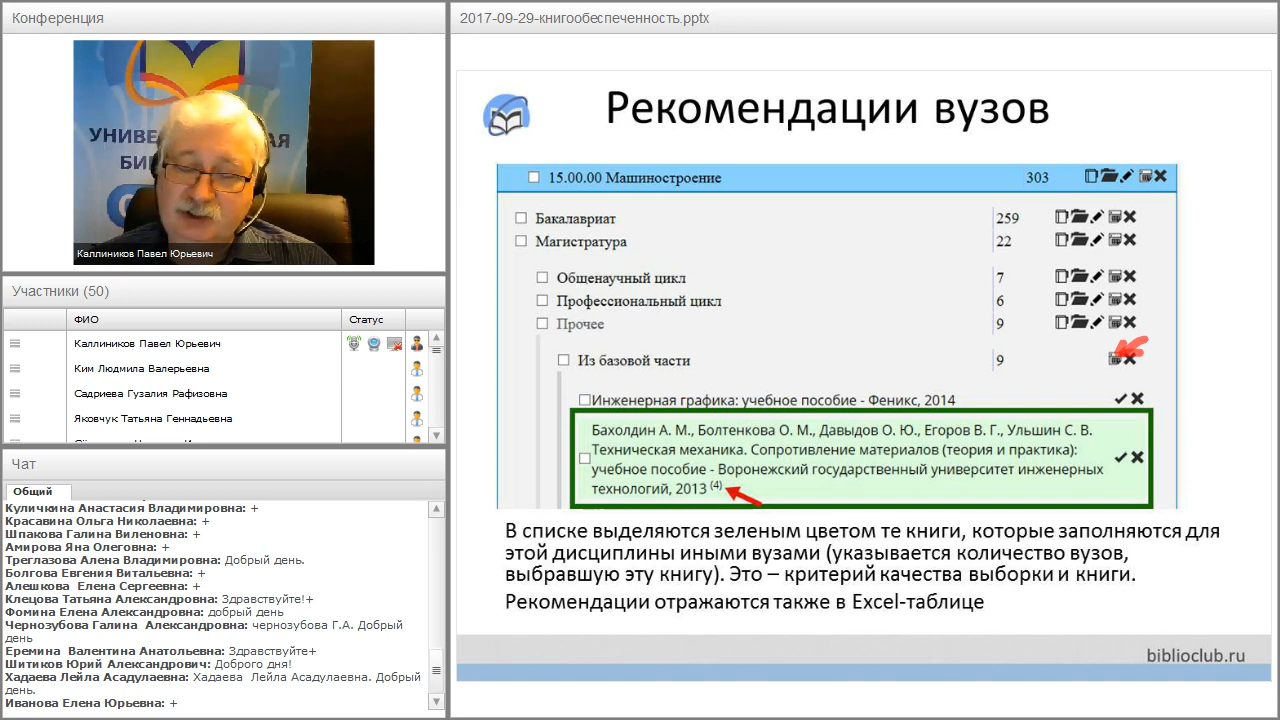 Конференция
УНИВЕ
АЯ
БИБ
Каллиников Павел Юрьевич
Участники (50)
ФИО
Статус
Каллиников Павел Юрьевич
Ким Людмила Валерьевна
Садриева Гузалия Рафизовна
Яковчук Татьяна Геннадьевна
Чат
Общий
Куличкина Анастасия Владимировна: +
Красавина Ольга Николаевна: +
Шпакова Галина Виленовна: +
Амирова Яна Олеговна: +
Треглазова Алена Владимировна: Добрый день.
Болгова Евгения Витальевна: +
Алешкова Елена Сергеевна: +
Клецова Татьяна Александровна: Здравствуйте!+
Фомина Елена Александровна: добрый день
Чернозубова Галина Александровна: чернозубова Г.А. Добрый
день
Еремина Валентина Анатольевна: Здравствуйте+
Шитиков Юрий Александрович: Доброго дня!
Хадаева Лейла Асадулаевна: Хадаева Лейла Асадулаевна. Добрый
день.
Иванова Елена Юрьевна: +
2017-09-29-книгообеспеченность.pptx
Рекомендации вузов
15.00.00 Машиностроение 303
Бакалавриат 259
Магистратура 22
Общенаучный цикл 7
Профессиональный цикл 6
Прочее 9
Из базовой части 9
Инженерная графика: учебное пособие - Феникс, 2014
Бахолдин А. М., Болтенкова О. М., Давыдов О. Ю., Егоров В. Г., Ульшин С. В.
Техническая механика. Сопротивление материалов (теория и практика):
учебное пособие - Воронежский государственный университет инженерных
технологий, 2013 (4)
В списке выделяются зеленым цветом те книги, которые заполняются для
этой дисциплины иными вузами (указывается количество вузов,
выбравшую эту книгу). Это – критерий качества выборки и книги.
Рекомендации отражаются также в Excel-таблице
biblioclub.ru